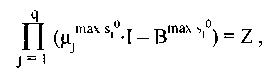 ∏_{j = 1}^{q} (μ_j^{max s_i^0}·I − B^{max s_i^0}) = Z ,